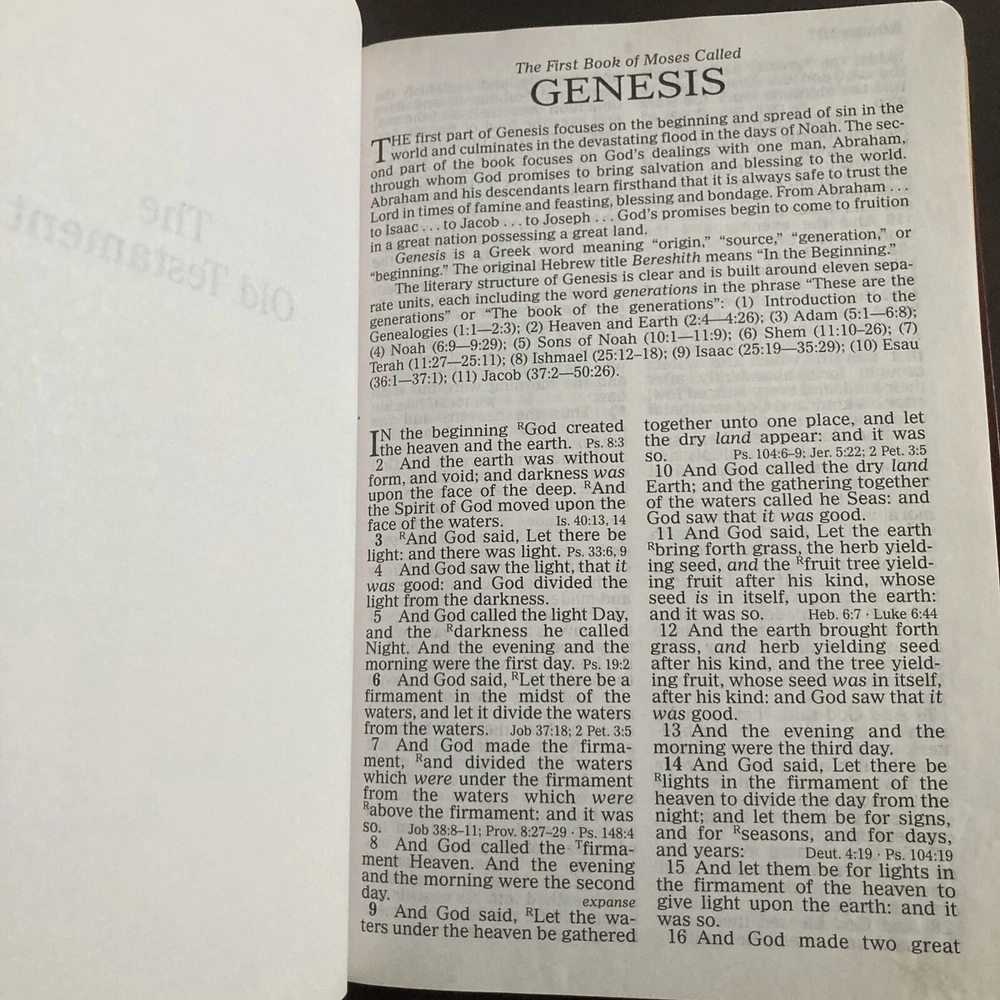 The
Old Testament
The First Book of Moses Called
GENESIS
THE first part of Genesis focuses on the beginning and spread of sin in the
world and culminates in the devastating flood in the days of Noah. The sec-
ond part of the book focuses on God's dealings with one man, Abraham,
through whom God promises to bring salvation and blessing to the world.
Abraham and his descendants learn firsthand that it is always safe to trust the
Lord in times of famine and feasting, blessing and bondage. From Abraham . . .
to Isaac . . . to Jacob . . . to Joseph . . . God's promises begin to come to fruition
in a great nation possessing a great land.
Genesis is a Greek word meaning “origin,” “source,” “generation,” or
“beginning.” The original Hebrew title Bereshith means “In the Beginning.”
The literary structure of Genesis is clear and is built around eleven sepa-
rate units, each including the word generations in the phrase “These are the
generations” or “The book of the generations”: (1) Introduction to the
Genealogies (1:1—2:3); (2) Heaven and Earth (2:4—4:26); (3) Adam (5:1—6:8);
(4) Noah (6:9—9:29); (5) Sons of Noah (10:1—11:9); (6) Shem (11:10–26); (7)
Terah (11:27—25:11); (8) Ishmael (25:12–18); (9) Isaac (25:19—35:29); (10) Esau
(36:1—37:1); (11) Jacob (37:2—50:26).
IN the beginning RGod created
the heaven and the earth. Ps. 8:3
2 And the earth was without
form, and void; and darkness was
upon the face of the deep. RAnd
the Spirit of God moved upon the
face of the waters. Is. 40:13, 14
3 RAnd God said, Let there be
light: and there was light. Ps. 33:6, 9
4 And God saw the light, that it
was good: and God divided the
light from the darkness.
5 And God called the light Day,
and the Rdarkness he called
Night. And the evening and the
morning were the first day. Ps. 19:2
6 And God said, RLet there be a
firmament in the midst of the
waters, and let it divide the waters
from the waters. Job 37:18; 2 Pet. 3:5
7 And God made the firma-
ment, Rand divided the waters
which were under the firmament
from the waters which were
Rabove the firmament: and it was
so. Job 38:8–11; Prov. 8:27–29 · Ps. 148:4
8 And God called the Tfirma-
ment Heaven. And the evening
and the morning were the second
day. expanse
9 And God said, RLet the wa-
ters under the heaven be gathered
together unto one place, and let
the dry land appear: and it was
so. Ps. 104:6–9; Jer. 5:22; 2 Pet. 3:5
10 And God called the dry land
Earth; and the gathering together
of the waters called he Seas: and
God saw that it was good.
11 And God said, Let the earth
Rbring forth grass, the herb yield-
ing seed, and the Rfruit tree yield-
ing fruit after his kind, whose
seed is in itself, upon the earth:
and it was so. Heb. 6:7 · Luke 6:44
12 And the earth brought forth
grass, and herb yielding seed
after his kind, and the tree yield-
ing fruit, whose seed was in itself,
after his kind: and God saw that it
was good.
13 And the evening and the
morning were the third day.
14 And God said, Let there be
Rlights in the firmament of the
heaven to divide the day from the
night; and let them be for signs,
and for Rseasons, and for days,
and years: Deut. 4:19 · Ps. 104:19
15 And let them be for lights in
the firmament of the heaven to
give light upon the earth: and it
was so.
16 And God made two great